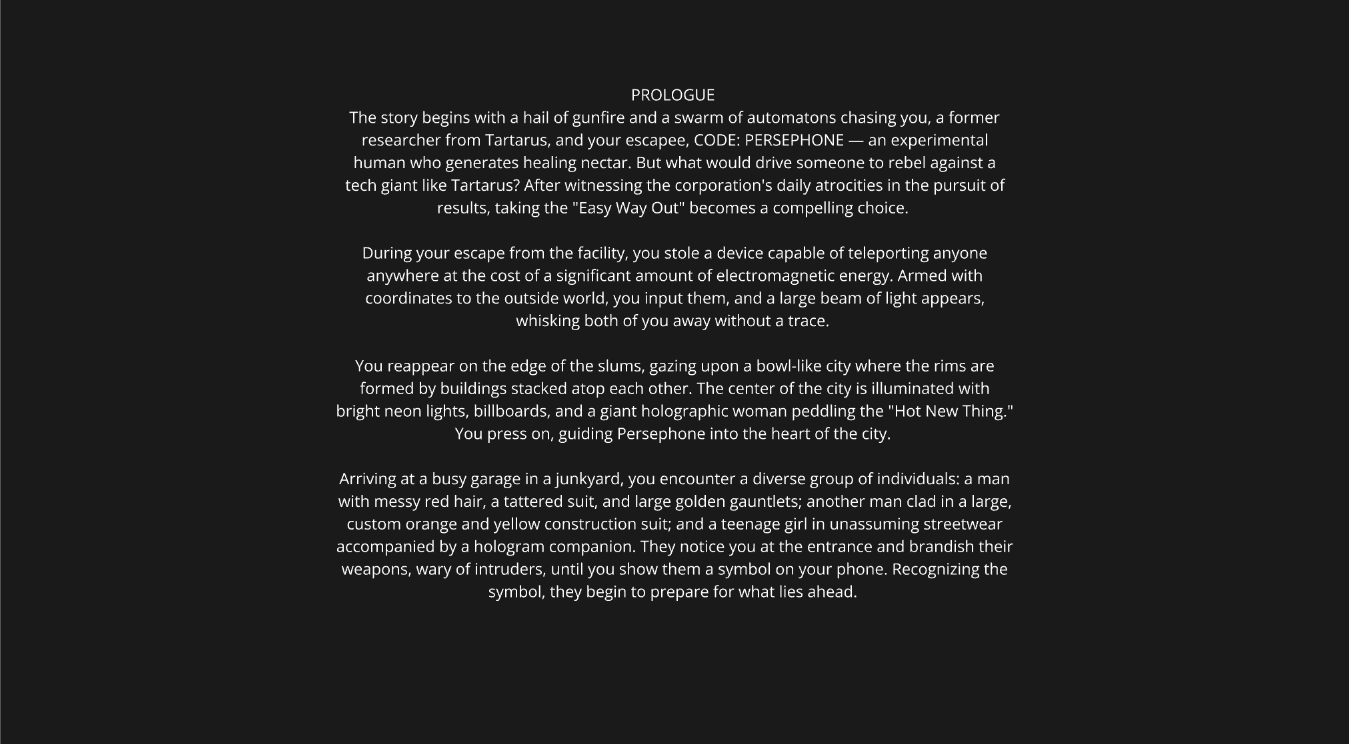 PROLOGUE
The story begins with a hail of gunfire and a swarm of automatons chasing you, a former
researcher from Tartarus, and your escapee, CODE: PERSEPHONE — an experimental
human who generates healing nectar. But what would drive someone to rebel against a
tech giant like Tartarus? After witnessing the corporation's daily atrocities in the pursuit of
results, taking the "Easy Way Out" becomes a compelling choice.
During your escape from the facility, you stole a device capable of teleporting anyone
anywhere at the cost of a significant amount of electromagnetic energy. Armed with
coordinates to the outside world, you input them, and a large beam of light appears,
whisking both of you away without a trace.
You reappear on the edge of the slums, gazing upon a bowl-like city where the rims are
formed by buildings stacked atop each other. The center of the city is illuminated with
bright neon lights, billboards, and a giant holographic woman peddling the "Hot New Thing."
You press on, guiding Persephone into the heart of the city.
Arriving at a busy garage in a junkyard, you encounter a diverse group of individuals: a man
with messy red hair, a tattered suit, and large golden gauntlets; another man clad in a large,
custom orange and yellow construction suit; and a teenage girl in unassuming streetwear
accompanied by a hologram companion. They notice you at the entrance and brandish their
weapons, wary of intruders, until you show them a symbol on your phone. Recognizing the
symbol, they begin to prepare for what lies ahead.